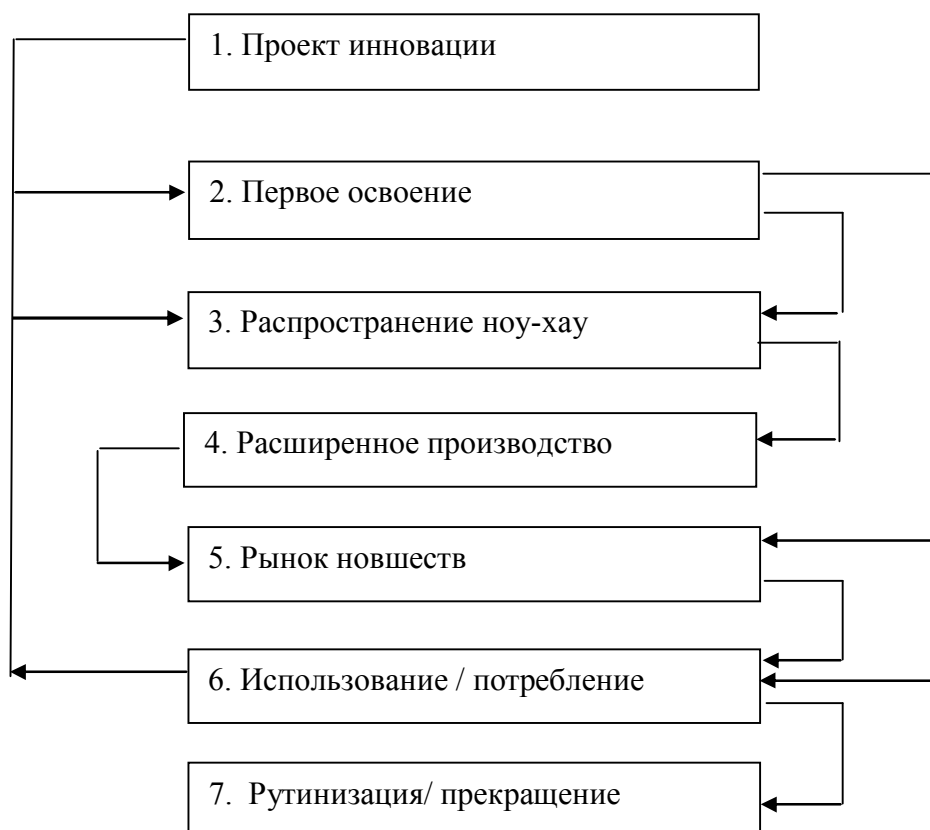 1. Проект инновации
2. Первое освоение
3. Распространение ноу-хау
4. Расширенное производство
5. Рынок новшеств
6. Использование / потребление
7. Рутинизация/ прекращение